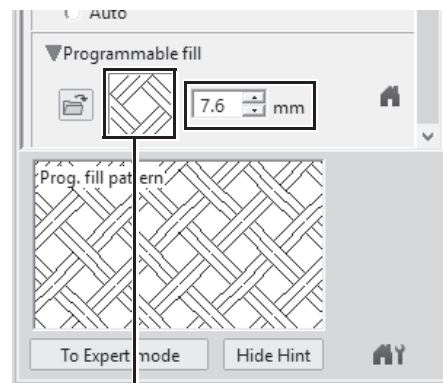 Auto
Programmable fill
7.6 mm
Prog. fill pattern
To Expert mode Hide Hint